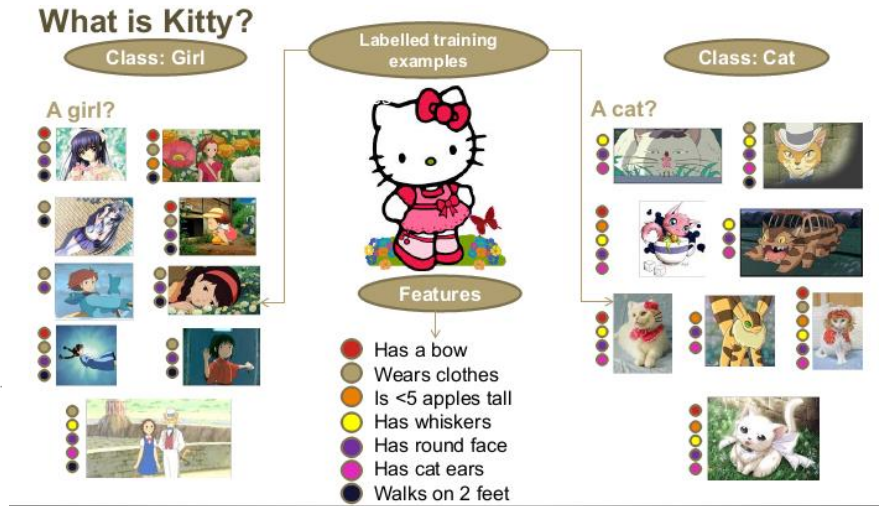 What is Kitty?
Class: Girl
Labelled training
examples
Class: Cat
A girl?
A cat?
Features
Has a bow
Wears clothes
Is <5 apples tall
Has whiskers
Has round face
Has cat ears
Walks on 2 feet